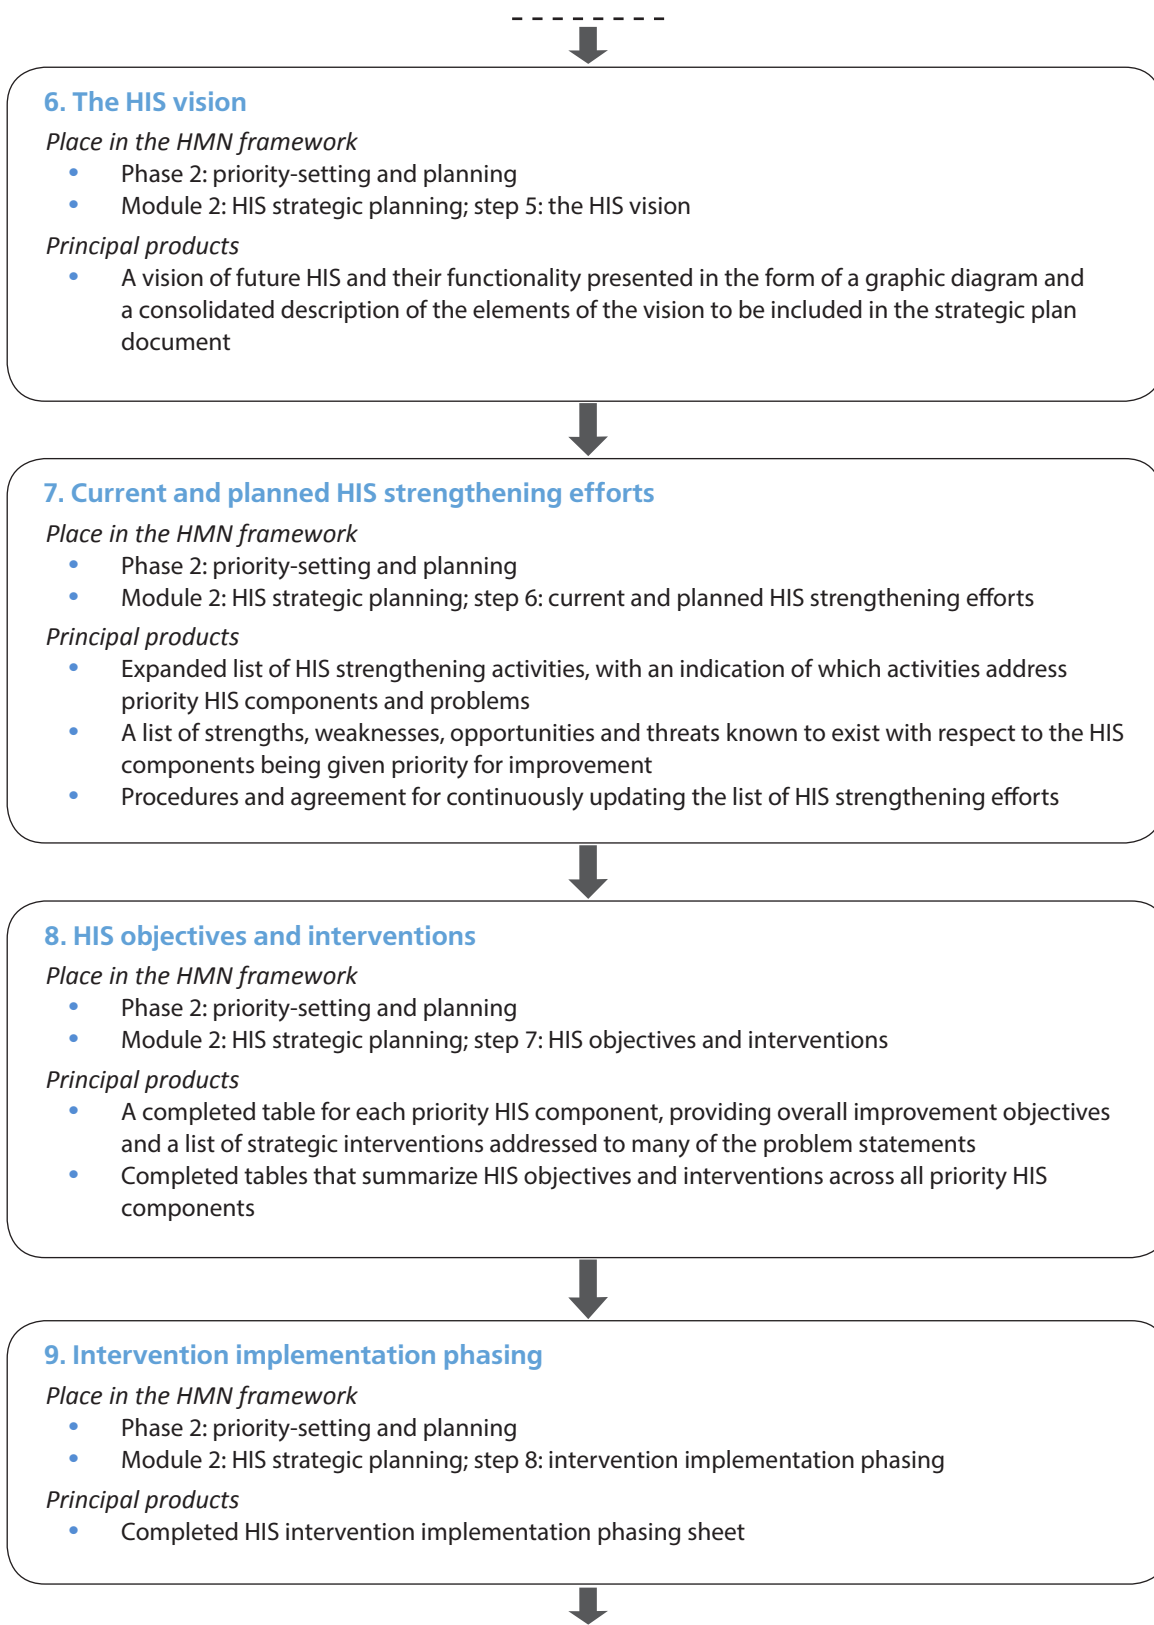 6. The HIS vision
Place in the HMN framework
• Phase 2: priority-setting and planning
• Module 2: HIS strategic planning; step 5: the HIS vision
Principal products
• A vision of future HIS and their functionality presented in the form of a graphic diagram and
a consolidated description of the elements of the vision to be included in the strategic plan
document
7. Current and planned HIS strengthening efforts
Place in the HMN framework
• Phase 2: priority-setting and planning
• Module 2: HIS strategic planning; step 6: current and planned HIS strengthening efforts
Principal products
• Expanded list of HIS strengthening activities, with an indication of which activities address
priority HIS components and problems
• A list of strengths, weaknesses, opportunities and threats known to exist with respect to the HIS
components being given priority for improvement
• Procedures and agreement for continuously updating the list of HIS strengthening efforts
8. HIS objectives and interventions
Place in the HMN framework
• Phase 2: priority-setting and planning
• Module 2: HIS strategic planning; step 7: HIS objectives and interventions
Principal products
• A completed table for each priority HIS component, providing overall improvement objectives
and a list of strategic interventions addressed to many of the problem statements
• Completed tables that summarize HIS objectives and interventions across all priority HIS
components
9. Intervention implementation phasing
Place in the HMN framework
• Phase 2: priority-setting and planning
• Module 2: HIS strategic planning; step 8: intervention implementation phasing
Principal products
• Completed HIS intervention implementation phasing sheet